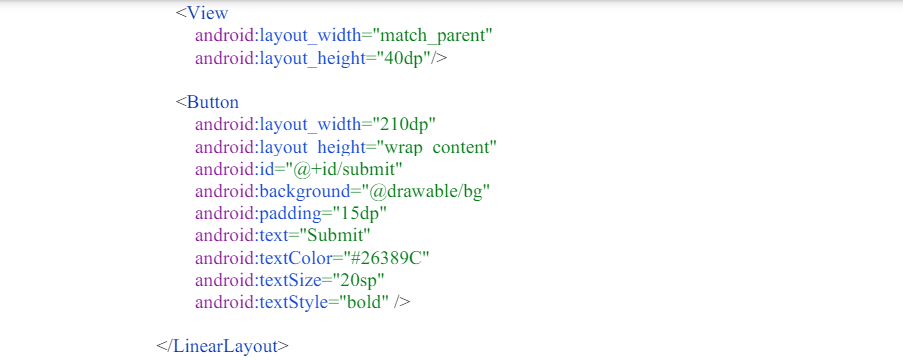 <View
android:layout_width="match_parent"
android:layout_height="40dp"/>
<Button
android:layout_width="210dp"
android:layout_height="wrap_content"
android:id="@+id/submit"
android:background="@drawable/bg"
android:padding="15dp"
android:text="Submit"
android:textColor="#26389C"
android:textSize="20sp"
android:textStyle="bold" />
</LinearLayout>